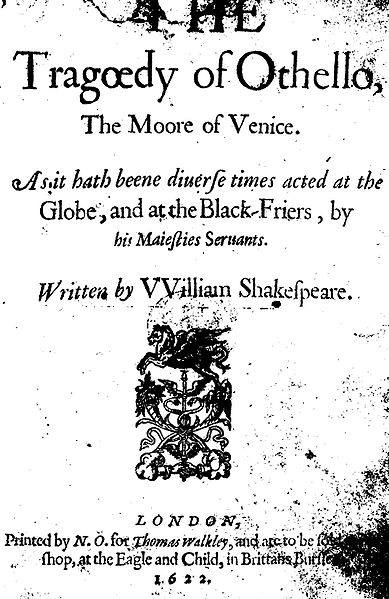 THE
Tragœdy of Othello,
The Moore of Venice.
As it hath beene diuerſe times acted at the
Globe, and at the Black-Friers, by
his Maieſties Seruants.
Written by VVilliam Shakeſpeare.
LONDON,
Printed by N. O. for Thomas Walkley, and are to be ſold
ſhop, at the Eagle and Child, in Brittans Burſſe
1622.